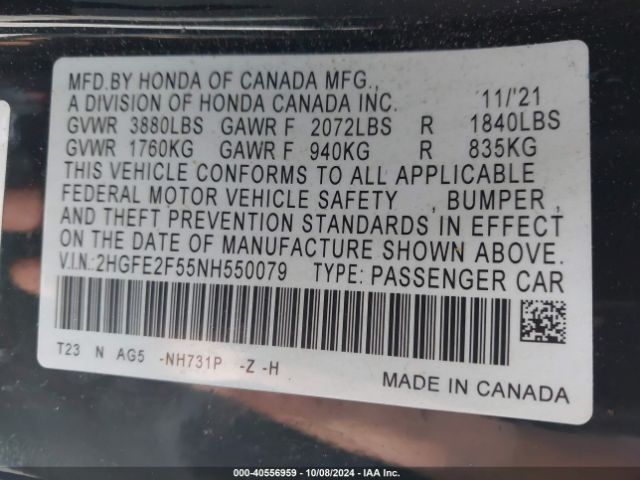 MFD.BY HONDA OF CANADA MFG.,
A DIVISION OF HONDA CANADA INC. 11/'21
GVWR 3880LBS GAWR F 2072LBS R 1840LBS
GVWR 1760KG GAWR F 940KG R 835KG
THIS VEHICLE CONFORMS TO ALL APPLICABLE
FEDERAL MOTOR VEHICLE SAFETY , BUMPER ,
AND THEFT PREVENTION STANDARDS IN EFFECT
ON THE DATE OF MANUFACTURE SHOWN ABOVE.
V.I.N.:2HGFE2F55NH550079 TYPE: PASSENGER CAR
T23 N AG5 -NH731P -Z -H
MADE IN CANADA
000-40556959 | 10/08/2024 | IAA Inc.